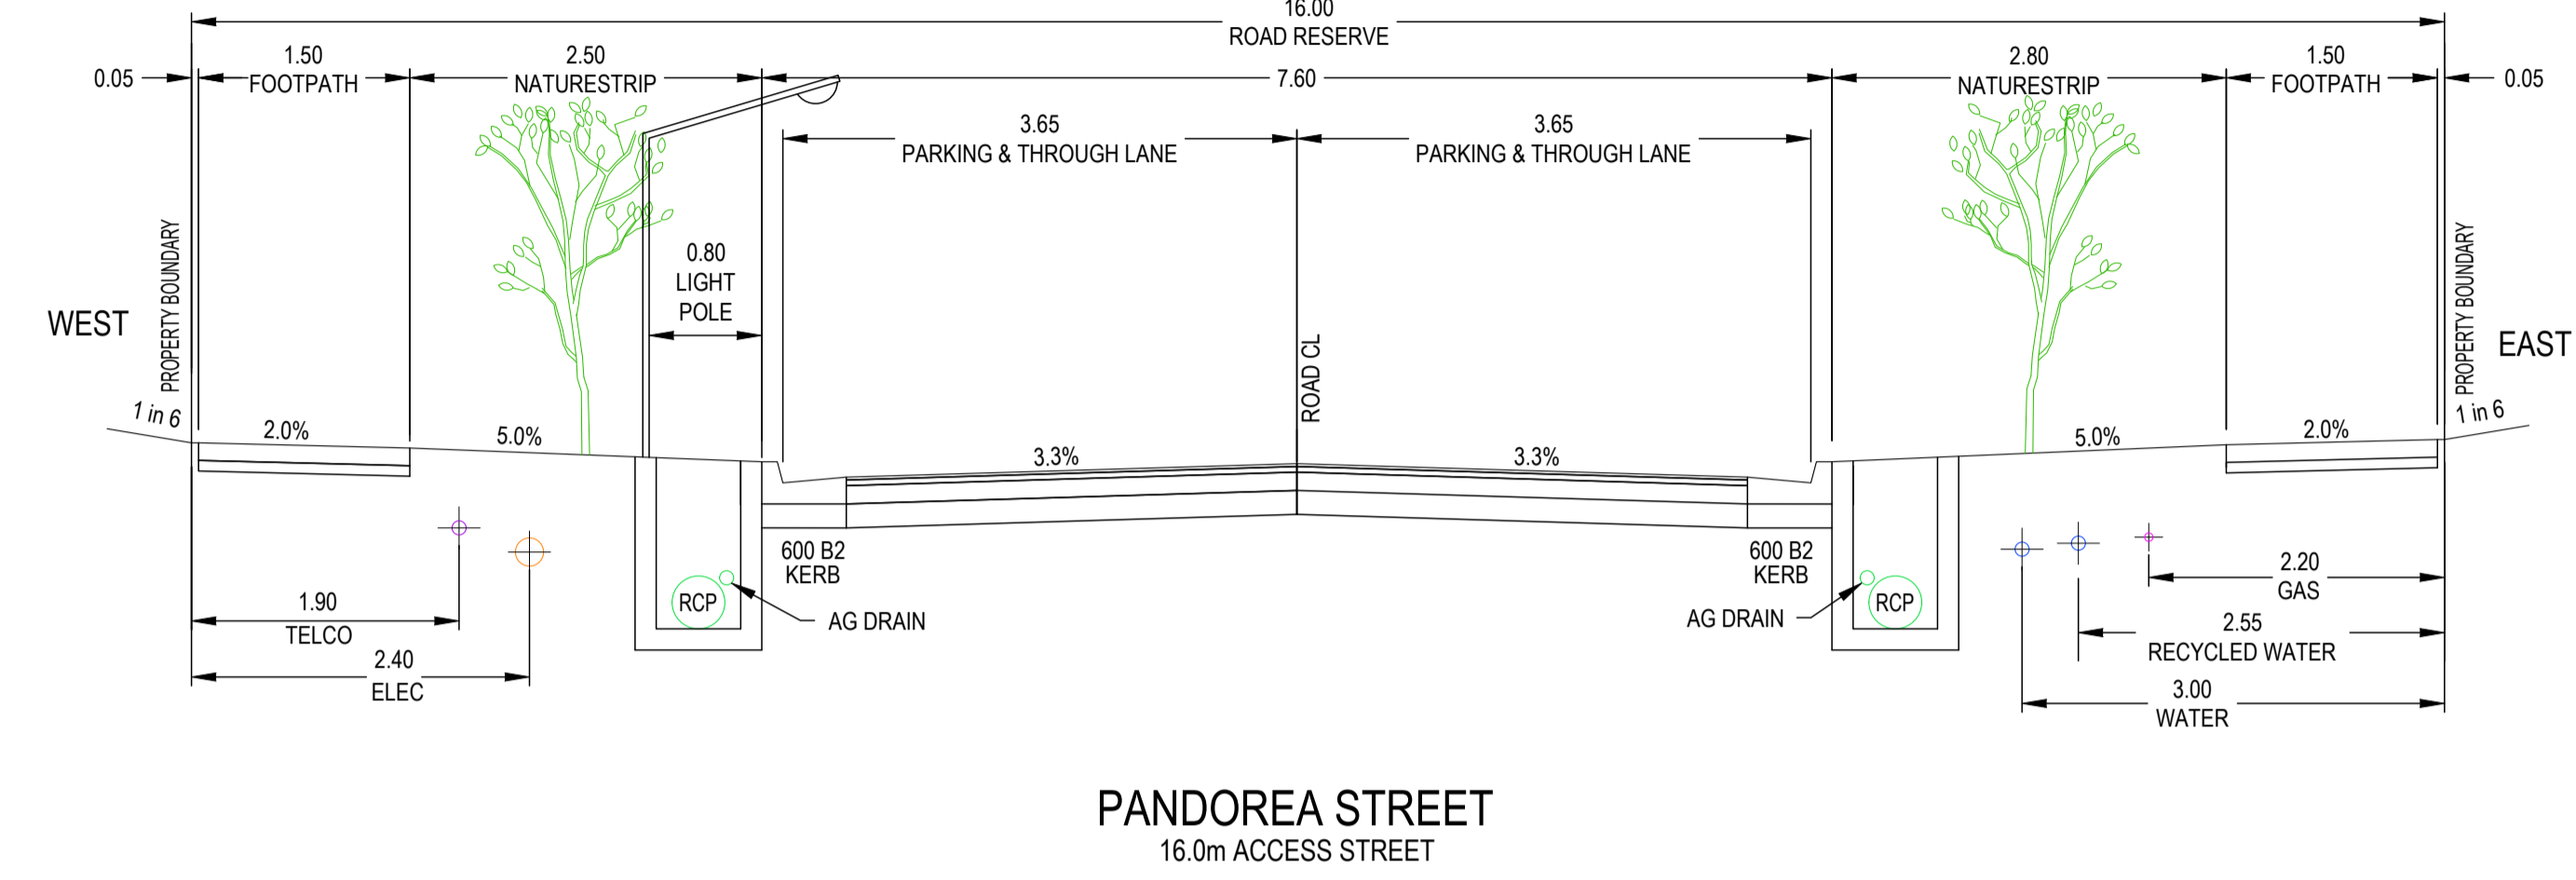 16.00
ROAD RESERVE
0.05
1.50
FOOTPATH
2.50
NATURESTRIP
7.60
2.80
NATURESTRIP
1.50
FOOTPATH
0.05
3.65
PARKING & THROUGH LANE
3.65
PARKING & THROUGH LANE
0.80
LIGHT
POLE
WEST
PROPERTY BOUNDARY
ROAD CL
PROPERTY BOUNDARY
EAST
1 in 6
2.0%
5.0%
3.3%
3.3%
5.0%
2.0%
1 in 6
600 B2
KERB
600 B2
KERB
RCP
AG DRAIN
AG DRAIN
RCP
1.90
TELCO
2.40
ELEC
2.20
GAS
2.55
RECYCLED WATER
3.00
WATER
PANDOREA STREET
16.0m ACCESS STREET